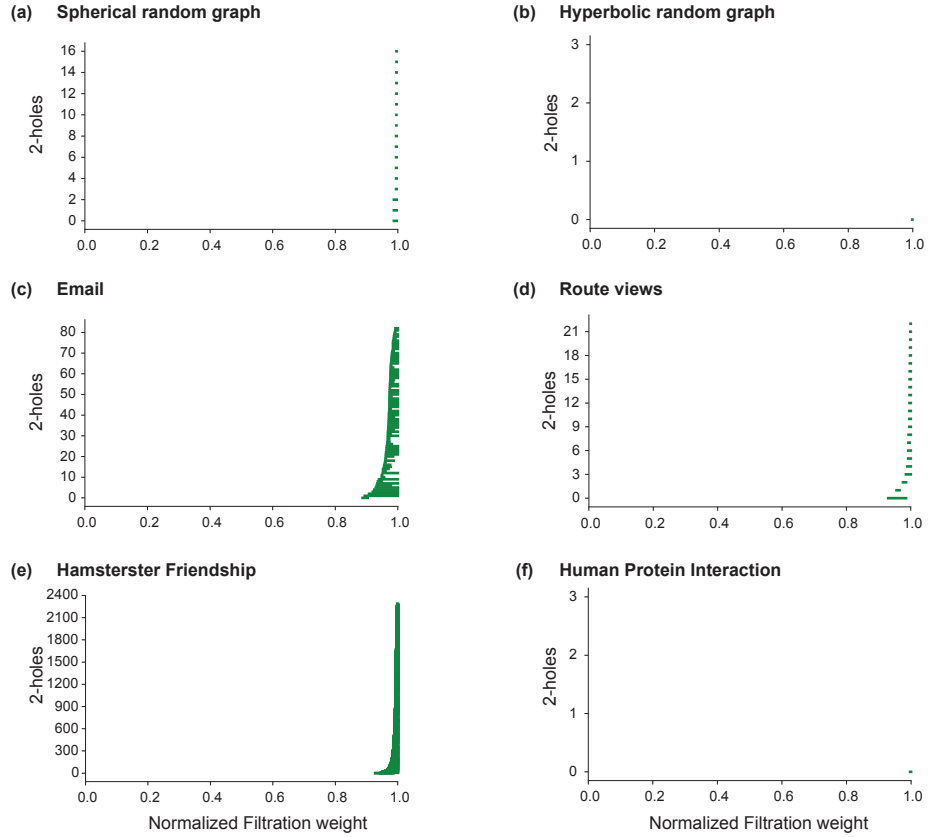 (a) Spherical random graph
2-holes
16
14
12
10
8
6
4
2
0
0.0 0.2 0.4 0.6 0.8 1.0
(b) Hyperbolic random graph
2-holes
3
2
1
0
0.0 0.2 0.4 0.6 0.8 1.0
(c) Email
2-holes
80
70
60
50
40
30
20
10
0
0.0 0.2 0.4 0.6 0.8 1.0
(d) Route views
2-holes
21
18
15
12
9
6
3
0
0.0 0.2 0.4 0.6 0.8 1.0
(e) Hamsterster Friendship
2-holes
2400
2100
1800
1500
1200
900
600
300
0
0.0 0.2 0.4 0.6 0.8 1.0
Normalized Filtration weight
(f) Human Protein Interaction
2-holes
3
2
1
0
0.0 0.2 0.4 0.6 0.8 1.0
Normalized Filtration weight